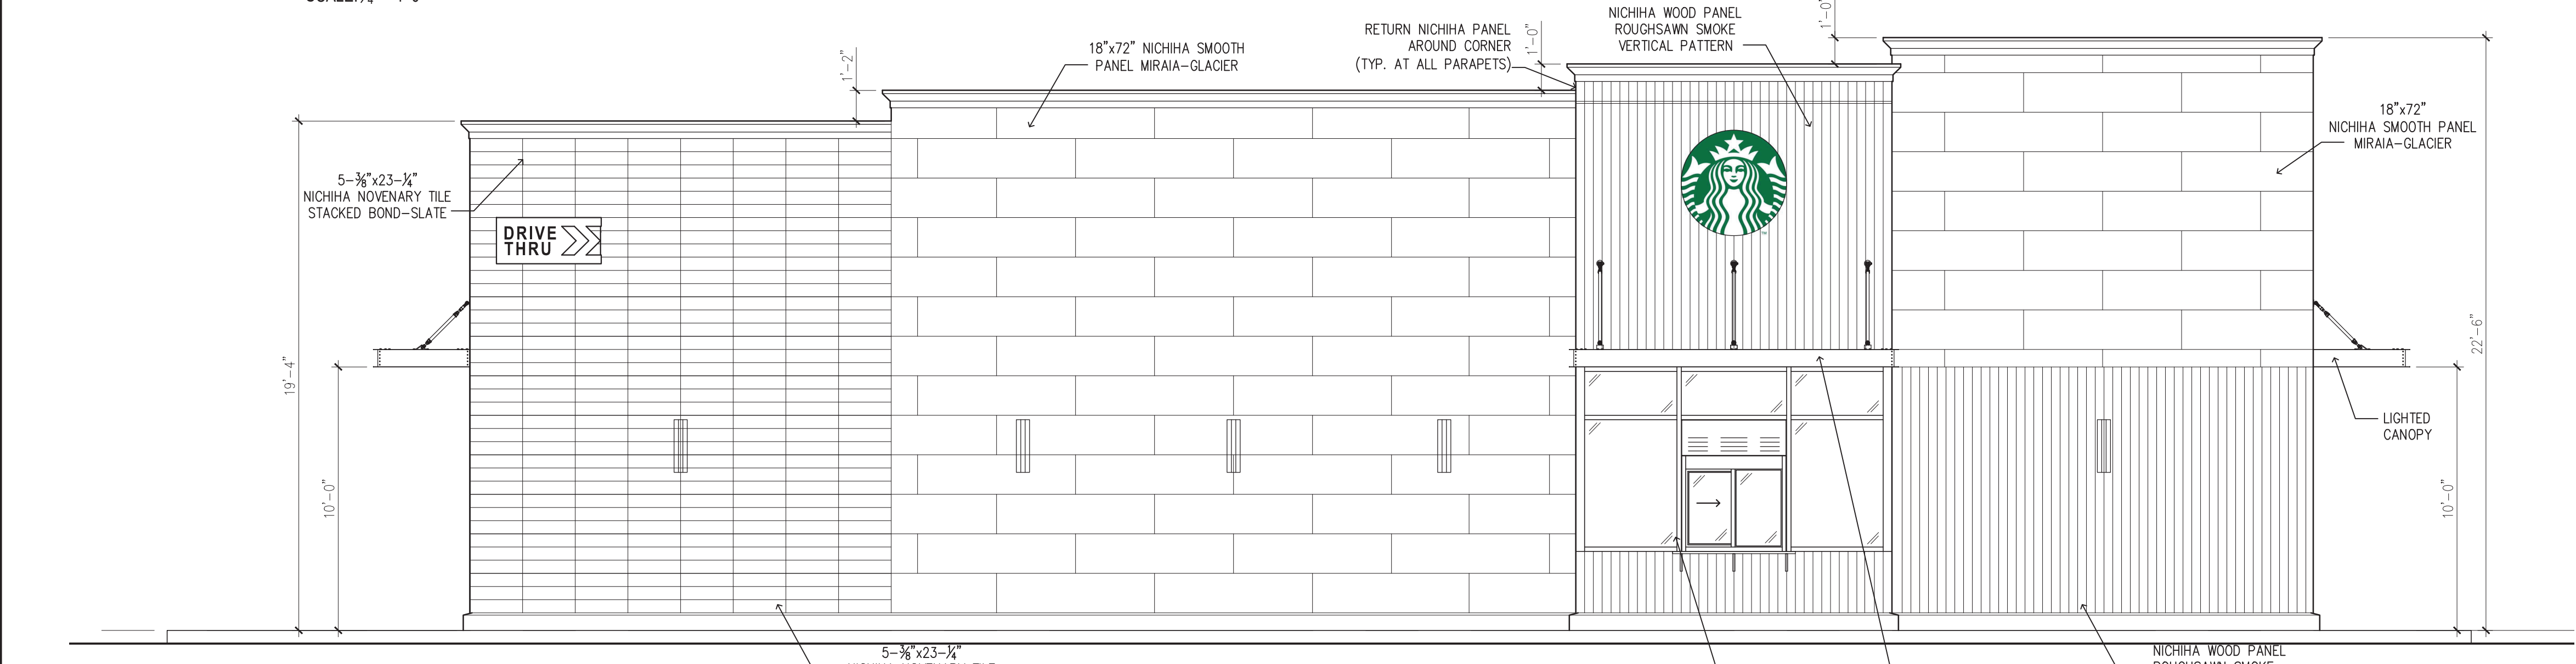 1'-0"
NICHIHA WOOD PANEL
ROUGHSAWN SMOKE
VERTICAL PATTERN
RETURN NICHIHA PANEL
AROUND CORNER
(TYP. AT ALL PARAPETS)
1'-0"
18"x72" NICHIHA SMOOTH
PANEL MIRAIA-GLACIER
1'-2"
18"x72"
NICHIHA SMOOTH PANEL
MIRAIA-GLACIER
5-⅜"x23-¼"
NICHIHA NOVENARY TILE
STACKED BOND-SLATE
DRIVE
THRU
TM
19'-4"
22'-6"
LIGHTED
CANOPY
10'-0"
10'-0"
5-⅜"x23-¼"
NICHIHA WOOD PANEL